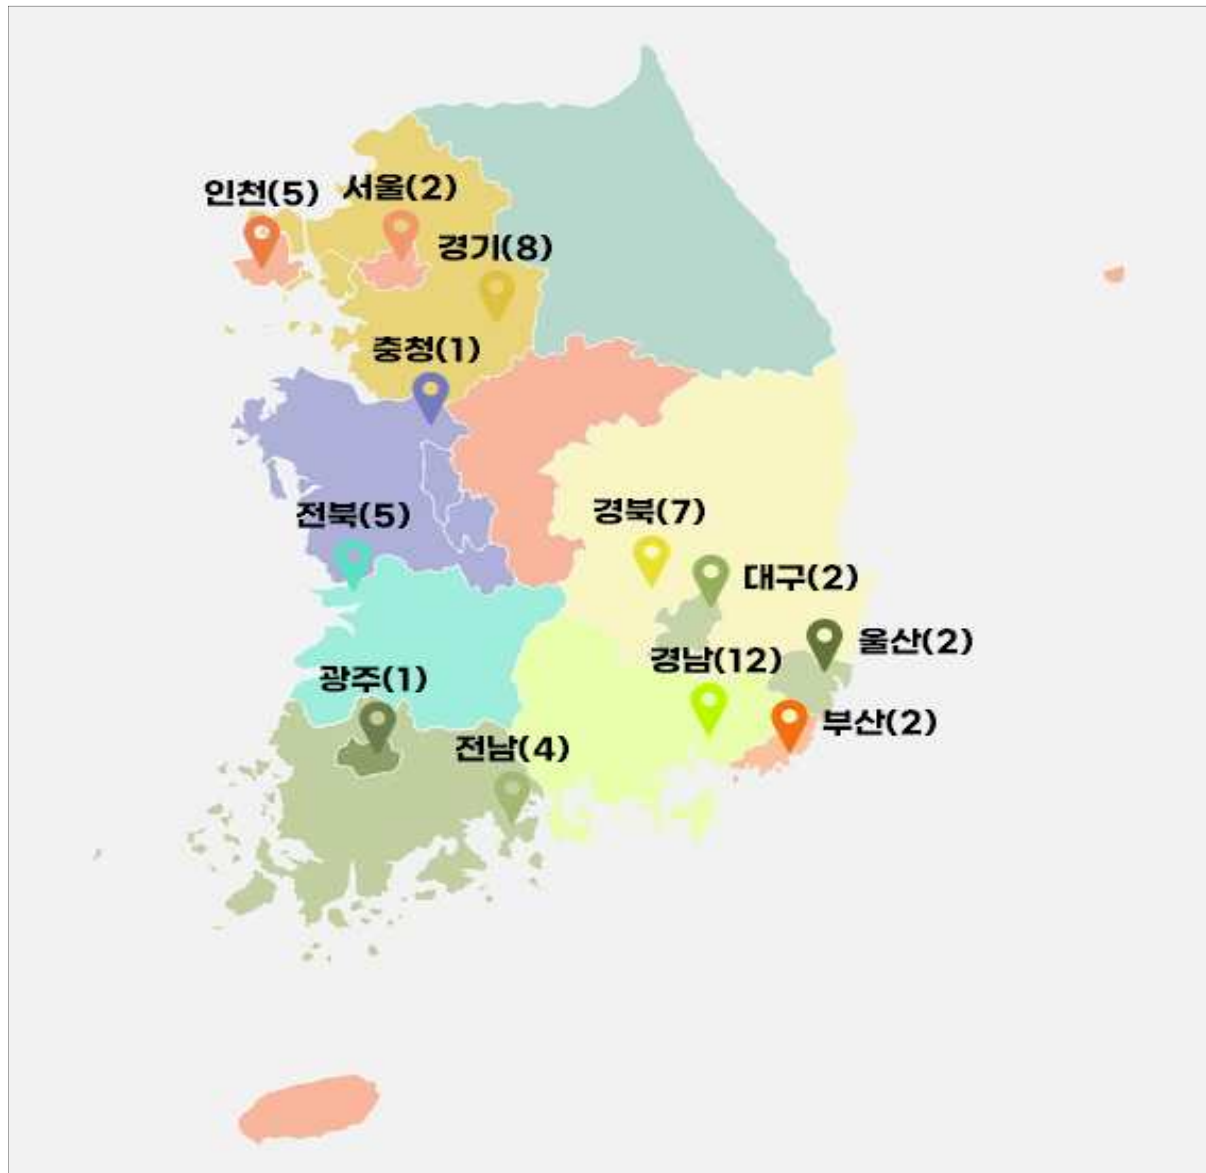 인천(5)
서울(2)
경기(8)
충청(1)
전북(5)
경북(7)
대구(2)
울산(2)
경남(12)
광주(1)
부산(2)
전남(4)